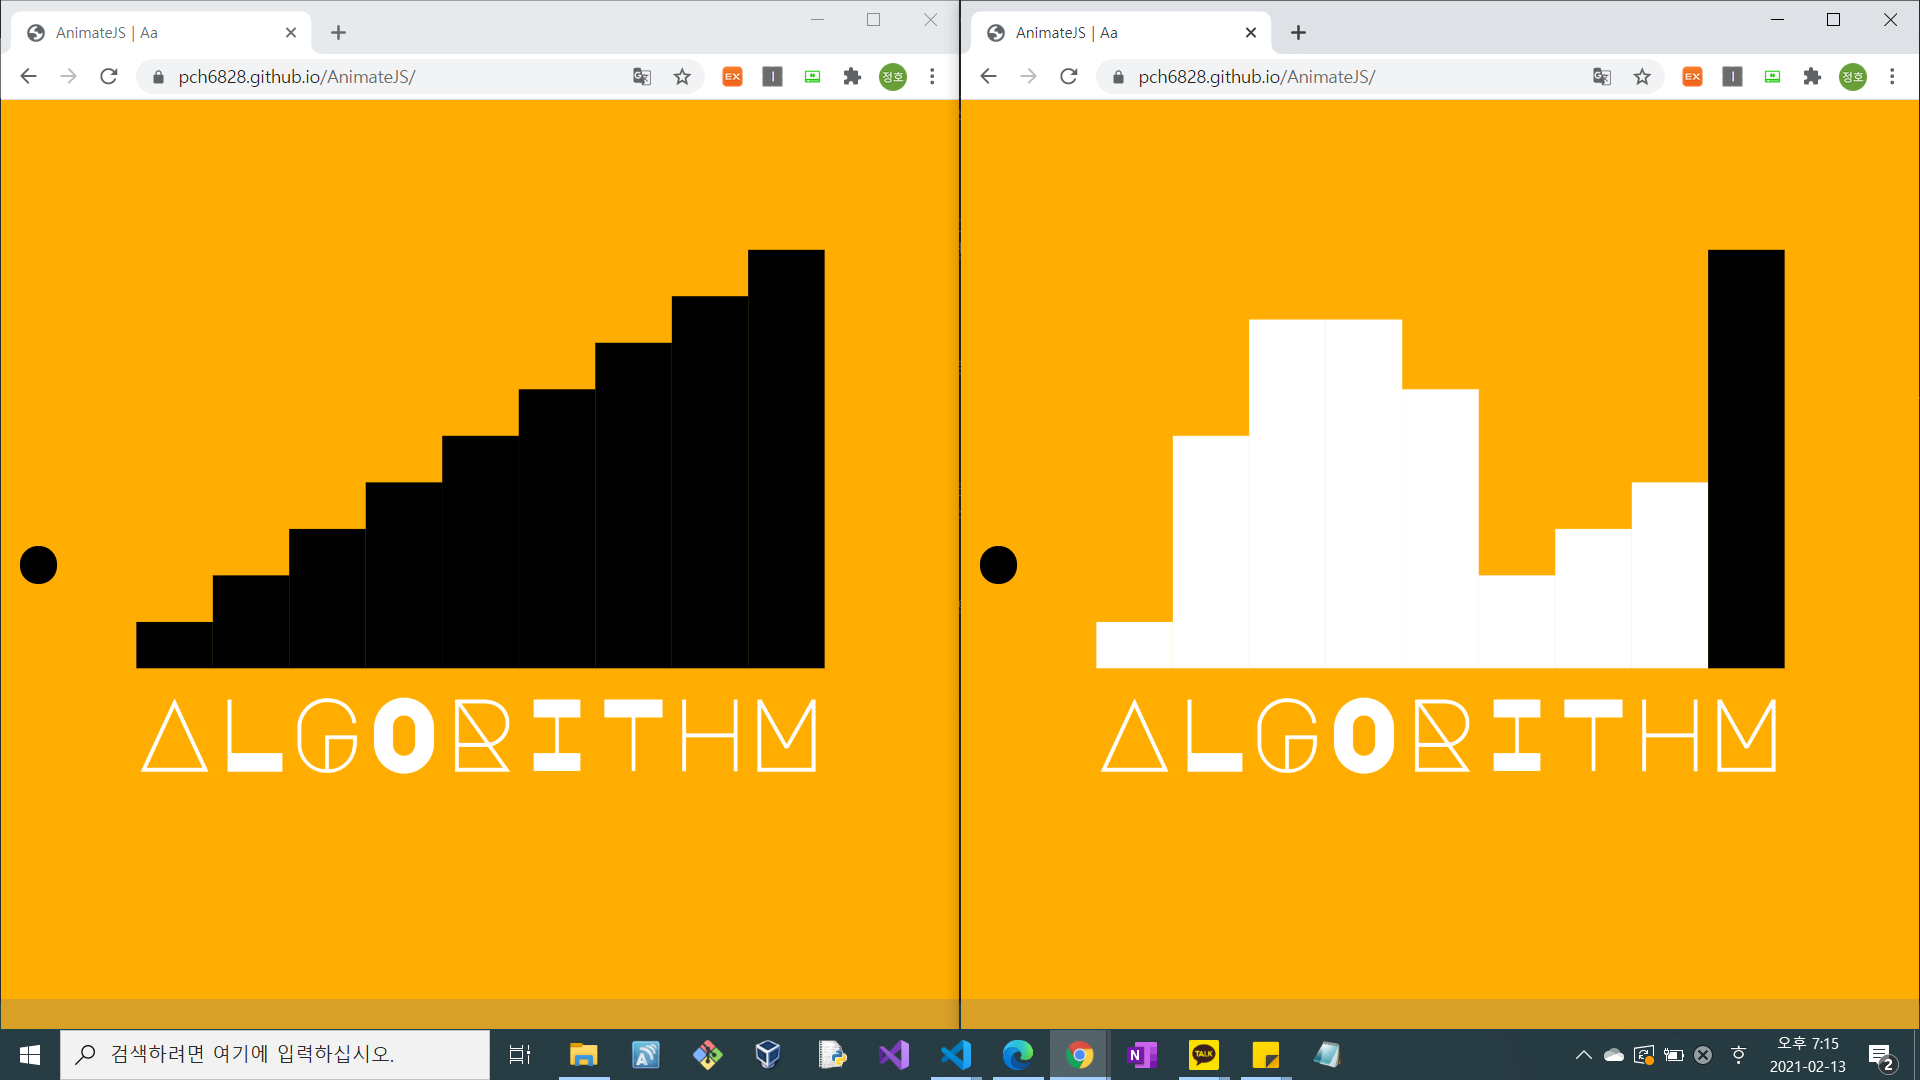 AnimateJS | Aa
pch6828.github.io/AnimateJS/
EX
정호
ALGORITHM
AnimateJS | Aa
pch6828.github.io/AnimateJS/
EX
정호
ALGORITHM
검색하려면 여기에 입력하십시오.
N
TALK
오후 7:15
2021-02-13
2